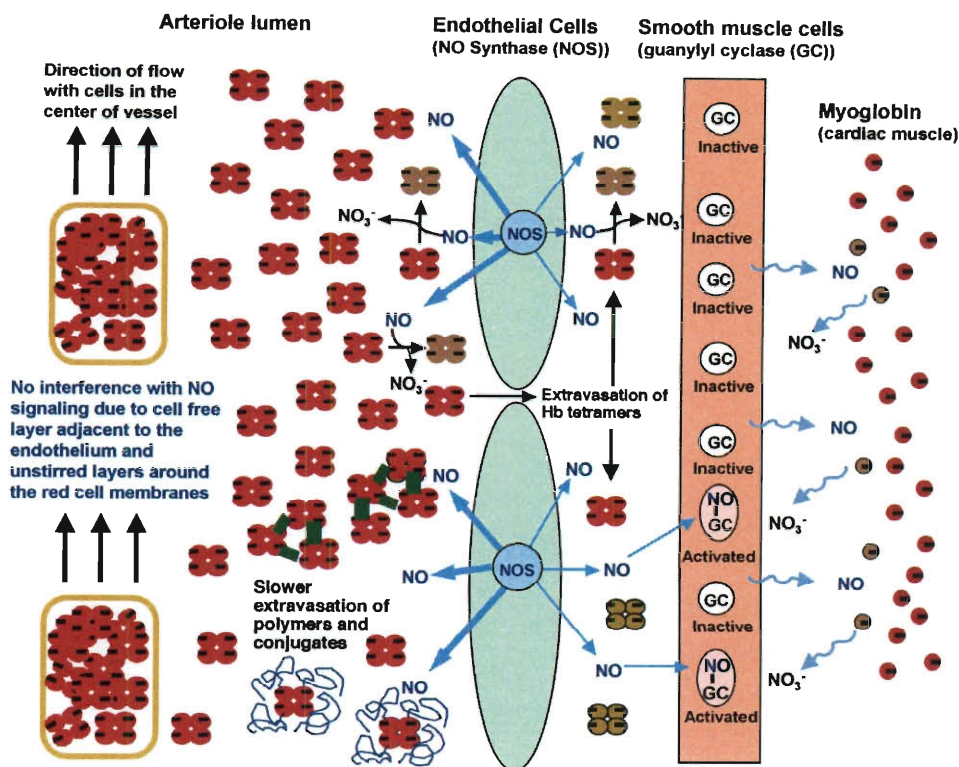 Arteriole lumen
Endothelial Cells
(NO Synthase (NOS))
Smooth muscle cells
(guanylyl cyclase (GC))
Direction of flow
with cells in the
center of vessel
Myoglobin
(cardiac muscle)
NO
NO
GC
Inactive
NO₃⁻
NO
NOS
NO
NO₃⁻
GC
Inactive
GC
Inactive
NO
NO
NO
NO₃⁻
NO₃⁻
GC
Inactive
No interference with NO
signaling due to cell free
layer adjacent to the
endothelium and
unstirred layers around
the red cell membranes
Extravasation of
Hb tetramers
NO
GC
Inactive
NO
NO
NO
GC
Activated
NO₃⁻
NO
NOS
NO
NO
GC
Inactive
Slower
extravasation of
polymers and
conjugates
NO
NO
NO
GC
Activated
NO₃⁻